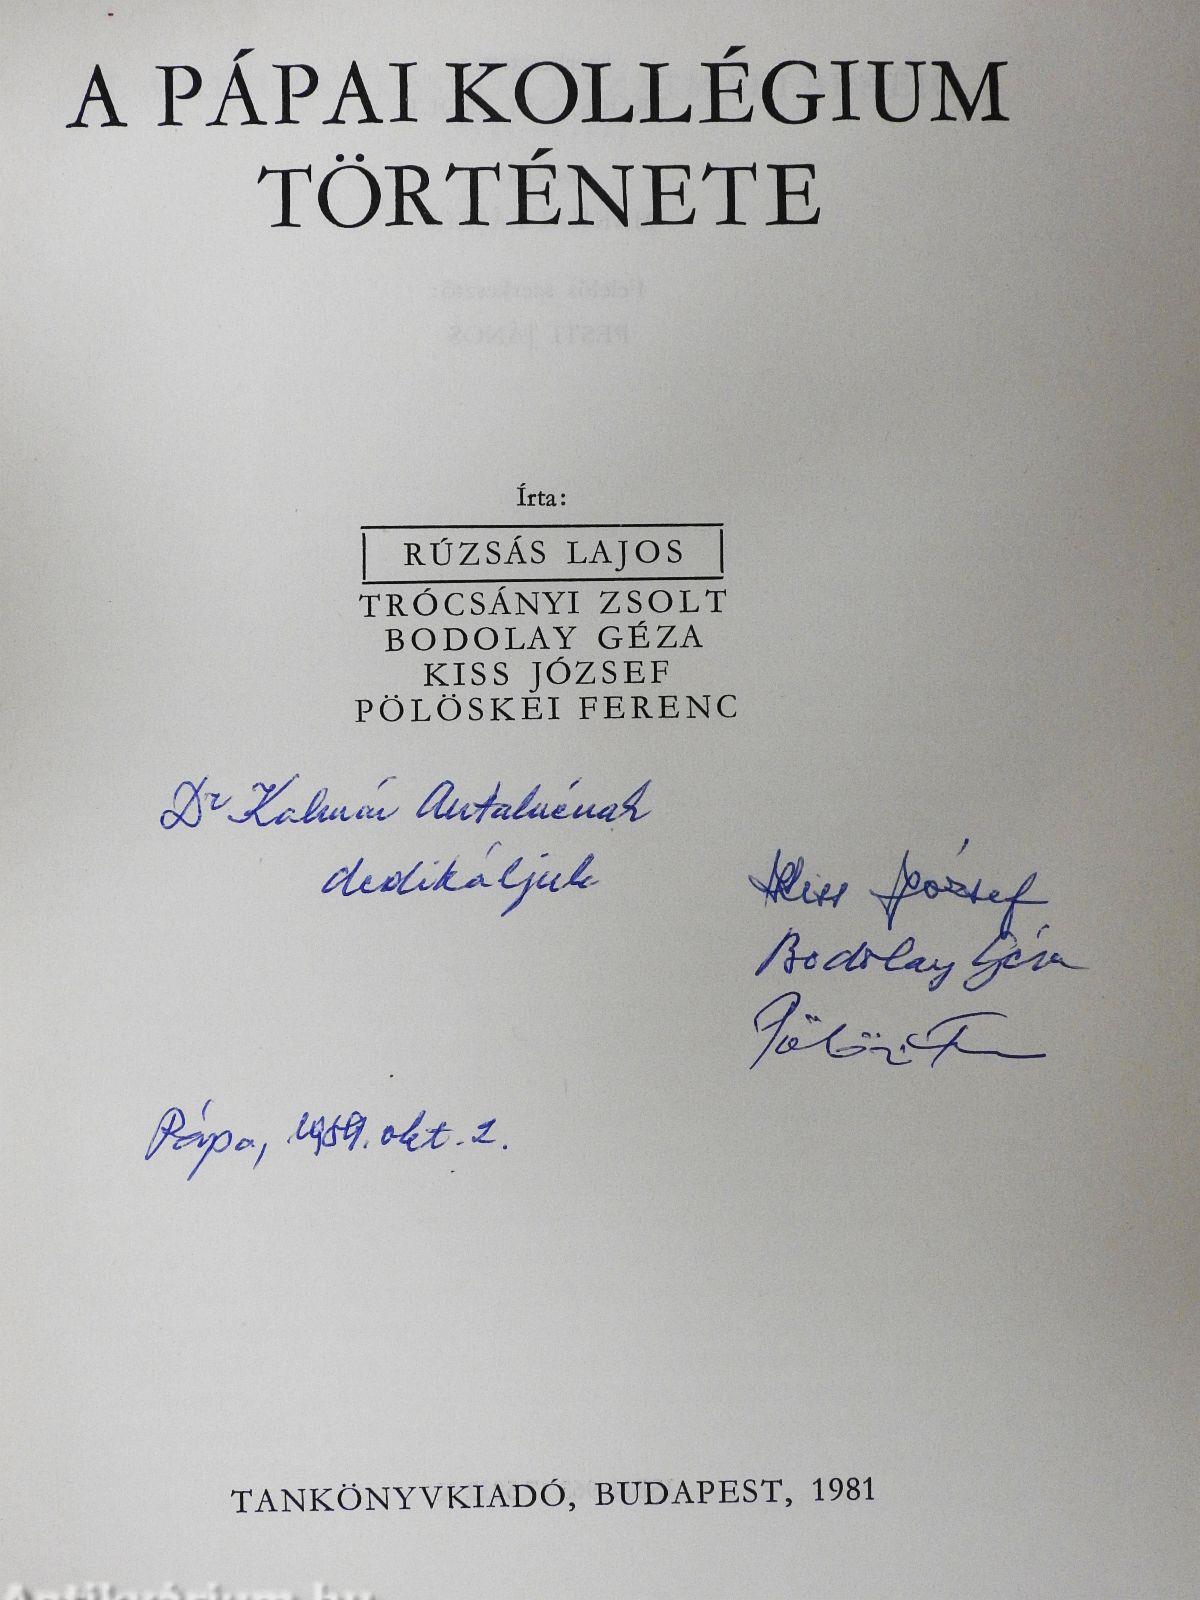 A PÁPAI KOLLÉGIUM
TÖRTÉNETE
Írta:
RÚZSÁS LAJOS
TRÓCSÁNYI ZSOLT
BODOLAY GÉZA
KISS JÓZSEF
PÖLÖSKEI FERENC
Dr Kalmár Antalnénak
dedikáljuk
Kiss József
Bodolay Géza
Pápa, okt. 2.
TANKÖNYVKIADÓ, BUDAPEST, 1981